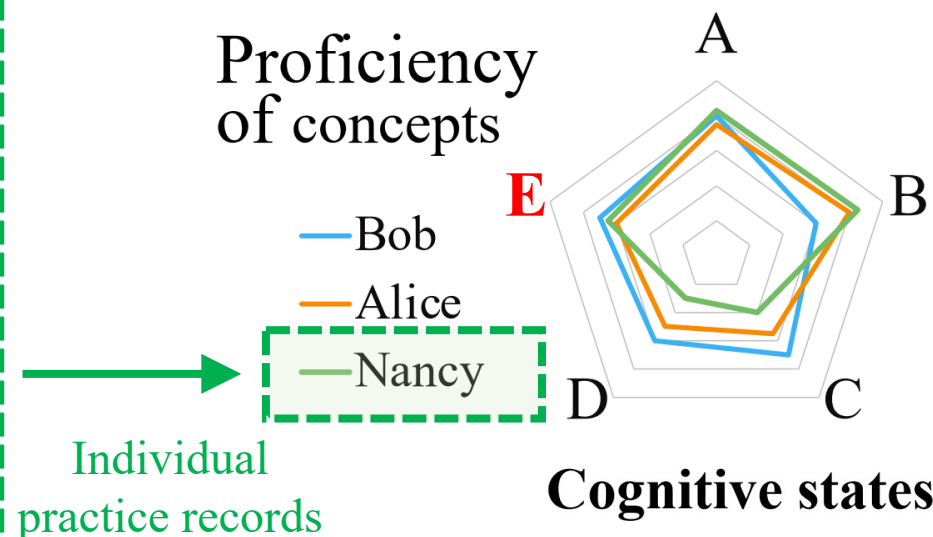 Proficiency
of concepts
Bob
Alice
Nancy
Individual
practice records
A
B
C
D
E
Cognitive states